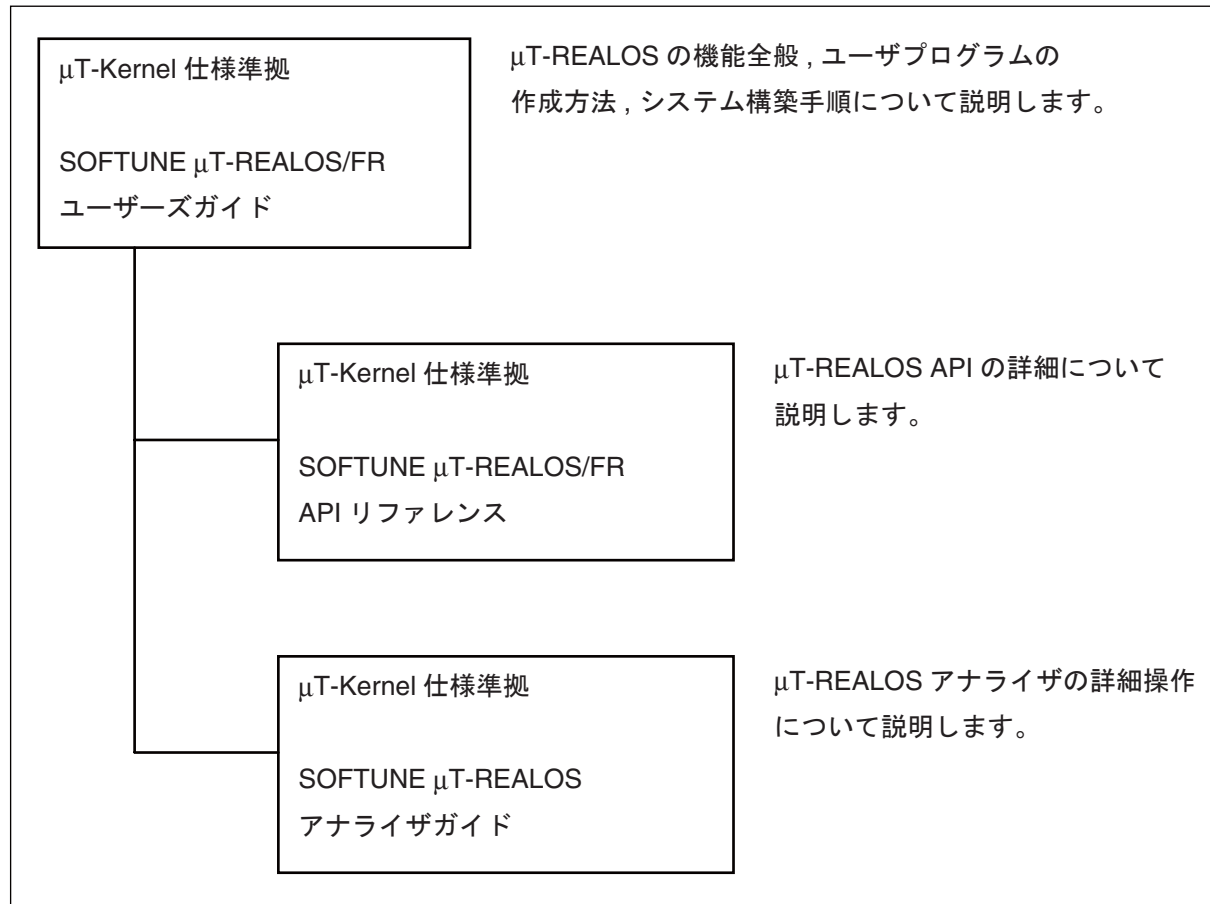 μT-Kernel 仕様準拠
SOFTUNE μT-REALOS/FR
ユーザーズガイド
μT-REALOS の機能全般 , ユーザプログラムの
作成方法 , システム構築手順について説明します。
μT-Kernel 仕様準拠
SOFTUNE μT-REALOS/FR
API リファレンス
μT-REALOS API の詳細について
説明します。
μT-Kernel 仕様準拠
SOFTUNE μT-REALOS
アナライザガイド
μT-REALOS アナライザの詳細操作
について説明します。